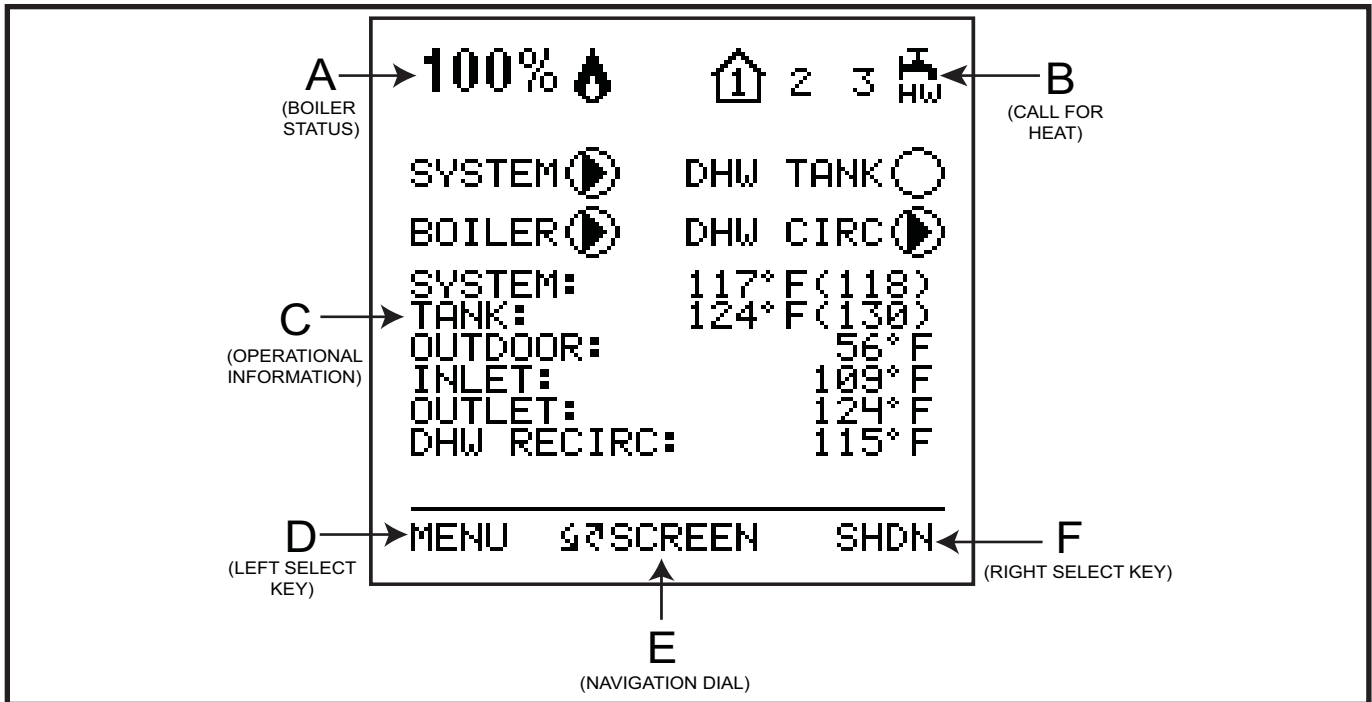 A
(BOILER
STATUS)
100% 1 2 3 HW
B
(CALL FOR
HEAT)
SYSTEM DHW TANK
BOILER DHW CIRC
SYSTEM: 117°F(118)
TANK: 124°F(130)
OUTDOOR: 56°F
INLET: 109°F
OUTLET: 124°F
DHW RECIRC: 115°F
C
(OPERATIONAL
INFORMATION)
MENU SCREEN SHDN
D
(LEFT SELECT
KEY)
F
(RIGHT SELECT KEY)
E
(NAVIGATION DIAL)